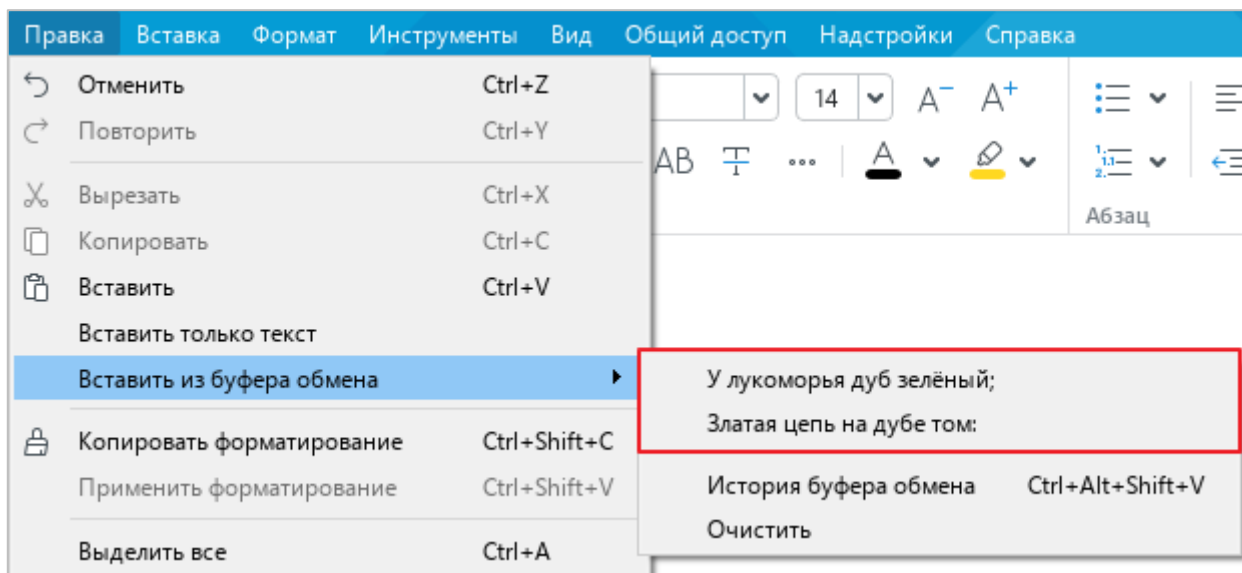 Правка Вставка Формат Инструменты Вид Общий доступ Надстройки Справка
Отменить Ctrl+Z
14 A− A+
Повторить Ctrl+Y
АВ Т ... А
Вырезать Ctrl+X
Копировать Ctrl+C
Абзац
Вставить Ctrl+V
Вставить только текст
Вставить из буфера обмена
У лукоморья дуб зелёный;
Златая цепь на дубе том:
Копировать форматирование Ctrl+Shift+C
Применить форматирование Ctrl+Shift+V
История буфера обмена Ctrl+Alt+Shift+V
Очистить
Выделить все Ctrl+A